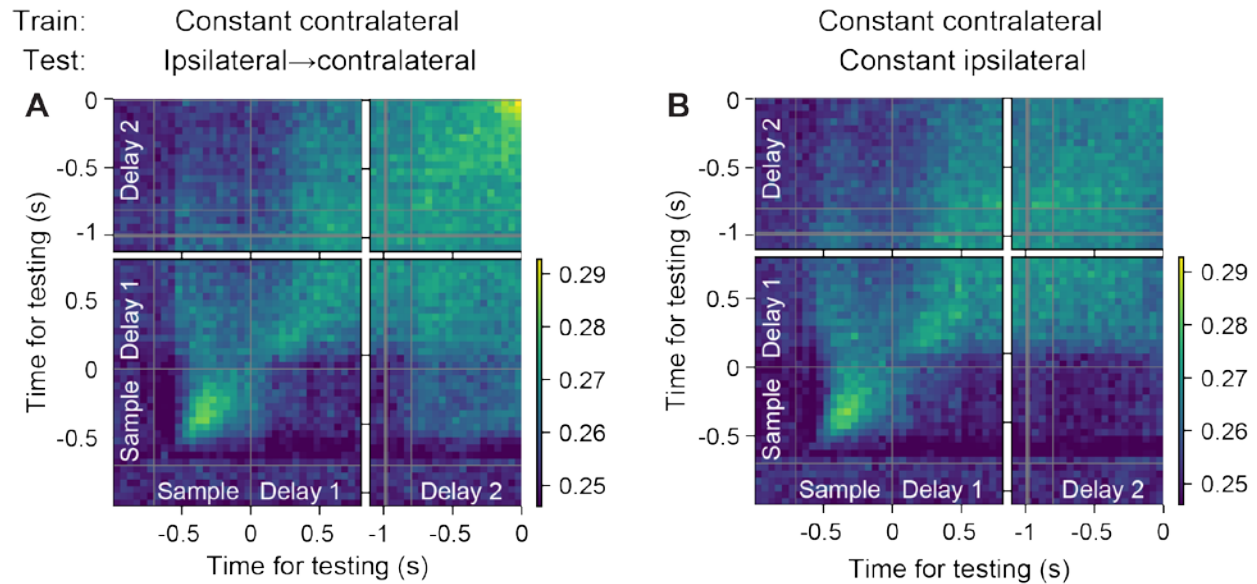 Train: Constant contralateral Constant contralateral
Test: Ipsilateral→contralateral Constant ipsilateral
A B
0 0
Delay 2 Delay 2
-0.5 -0.5
-1 -1
Time for testing (s) Time for testing (s)
0.29 0.29
0.5 0.5
Delay 1 Delay 1
0.28 0.28
0 0
0.27 0.27
Sample Sample
-0.5 -0.5
0.26 0.26
Sample Delay 1 Delay 2 Sample Delay 1 Delay 2
0.25 0.25
-0.5 0 0.5 -1 -0.5 0 -0.5 0 0.5 -1 -0.5 0
Time for testing (s) Time for testing (s)